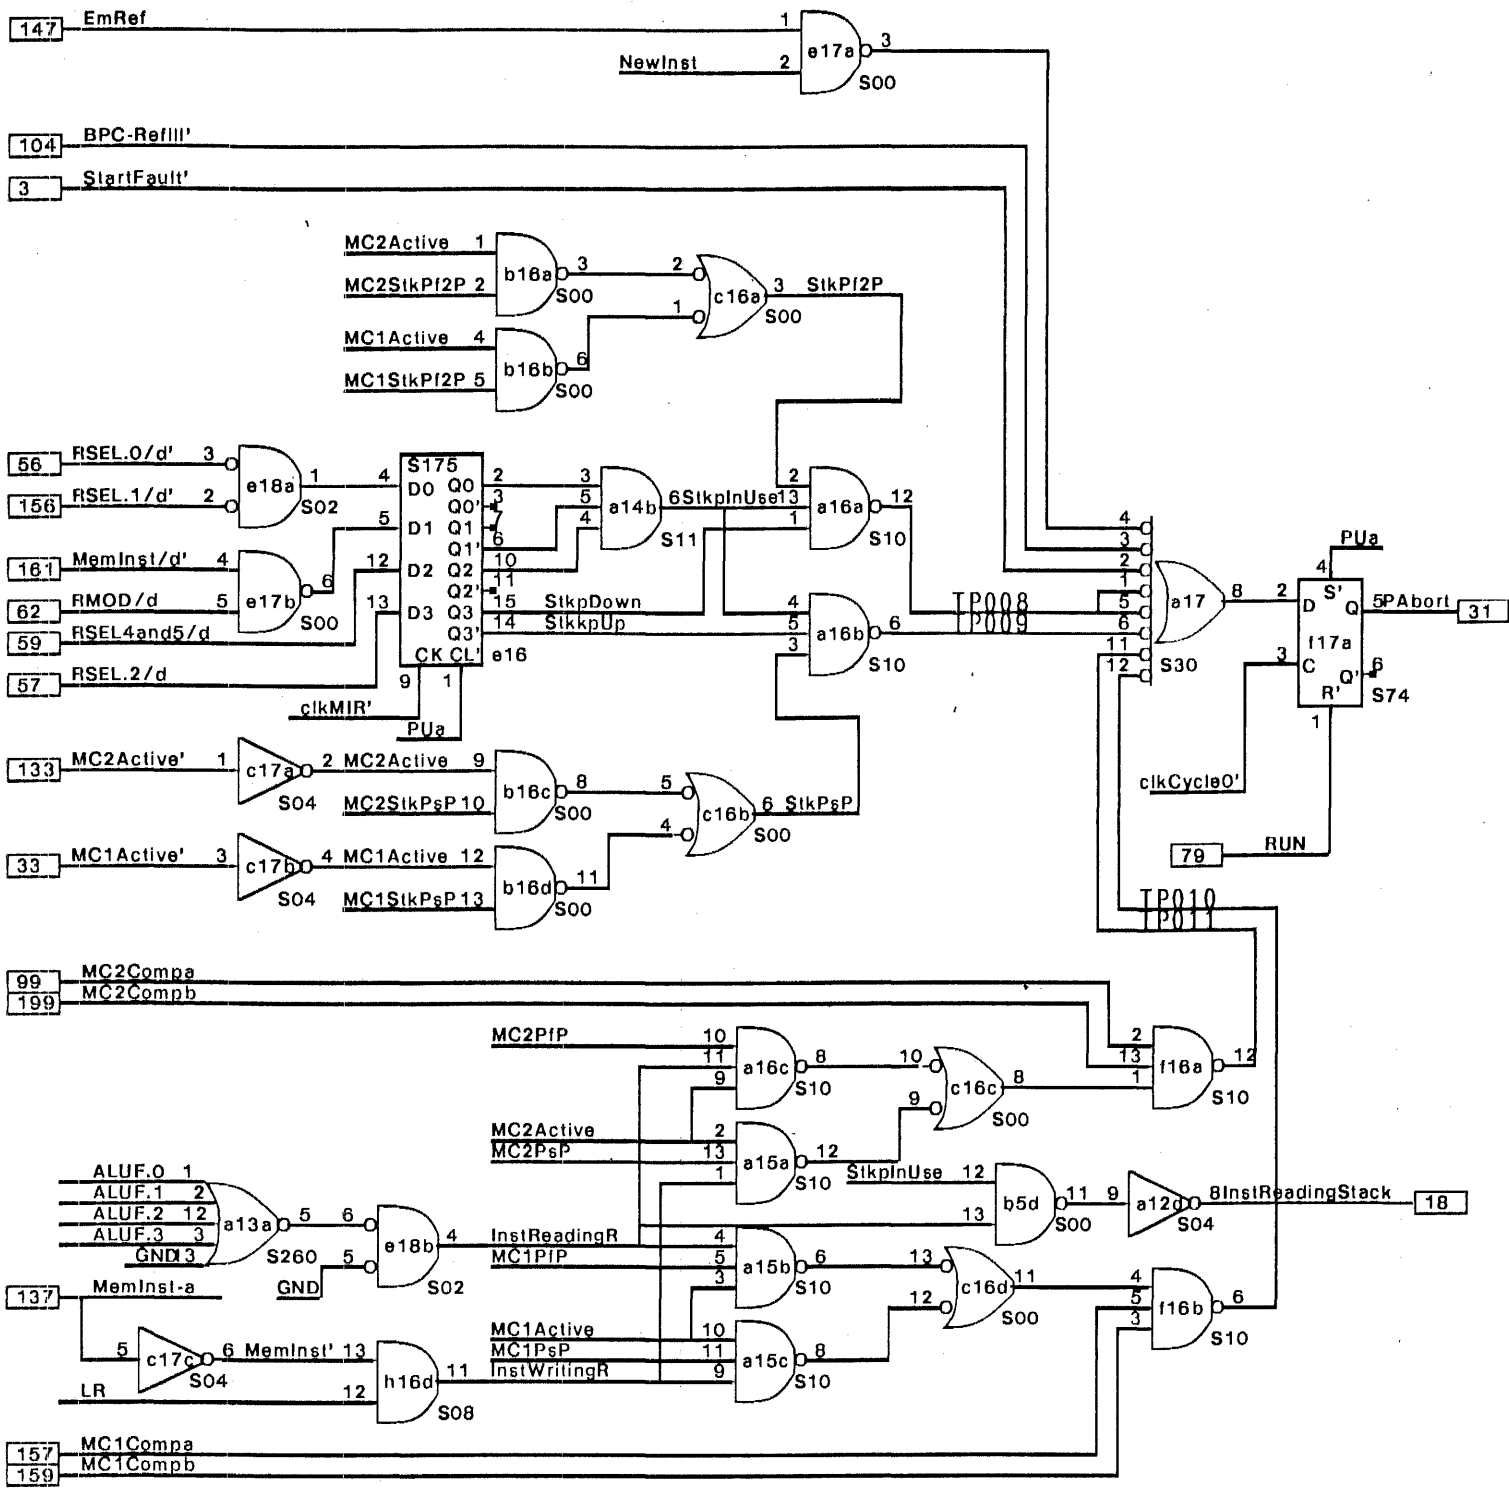 147 EmRef 1 e17a 3 S00
NewInst 2
104 BPC-RefIll'
3 StartFault'
MC2Active 1 b16a 3 S00
MC2StkPf2P 2
2 c16a 3 StkPf2P
1 S00
MC1Active 4 b16b 6 S00
MC1StkPf2P 5
56 RSEL.0/d' 3 e18a 1 S02
156 RSEL.1/d' 2
161 MemInst/d' 4 e17b 6 S00
62 RMOD/d 5
59 RSEL4and5/d
57 RSEL.2/d
S175
4 D0 Q0 2
Q0' 3
5 D1 Q1 7
Q1' 6
12 D2 Q2 10
Q2' 11
13 D3 Q3 15 StkpDown
Q3' 14 StkkpUp
CK CL' e16
9 1
clkMIR'
PUa
3 5 4 a14b 6 StkpInUse S11
2 13 1 a16a 12 S10
4 5 3 a16b 6 S10
TP008
TP009
4 3 2 1 5 6 11 12 a17 8 S30
PUa
4 S'
2 D Q 5 PAbort 31
f17a
3 C Q' 6
R' S74
1
clkCycle0'
79 RUN
133 MC2Active' 1 c17a 2 MC2Active 9 b16c 8 S00
S04 MC2StkPsP 10
5 c16b 6 StkPsP
4 S00
33 MC1Active' 3 c17b 4 MC1Active 12 b16d 11 S00
S04 MC1StkPsP 13
TP010
TP011
99 MC2Compa
199 MC2Compb
MC2PfP 10 11 9 a16c 8 S10
10 9 c16c 8 S00
2 13 1 f16a 12 S10
MC2Active 2
MC2PsP 13
1 a15a 12 S10
StkpInUse 12 b5d 11 S00
13
9 a12d 8 InstReadingStack 18
S04
ALUF.0 1
ALUF.1 2
ALUF.2 12
ALUF.3 3
GND 13
a13a 5 S260
6 e18b 4 InstReadingR 4
GND 5 S02
MC1PfP 5
3 a15b 6 S10
13 12 c16d 11 S00
4 5 3 f16b 6 S10
137 MemInst-a
5 c17c 6 MemInst' 13 h16d 11 S08
S04
LR 12
MC1Active 10
MC1PsP 11
InstWritingR 9
a15c 8 S10
157 MC1Compa
159 MC1Compb